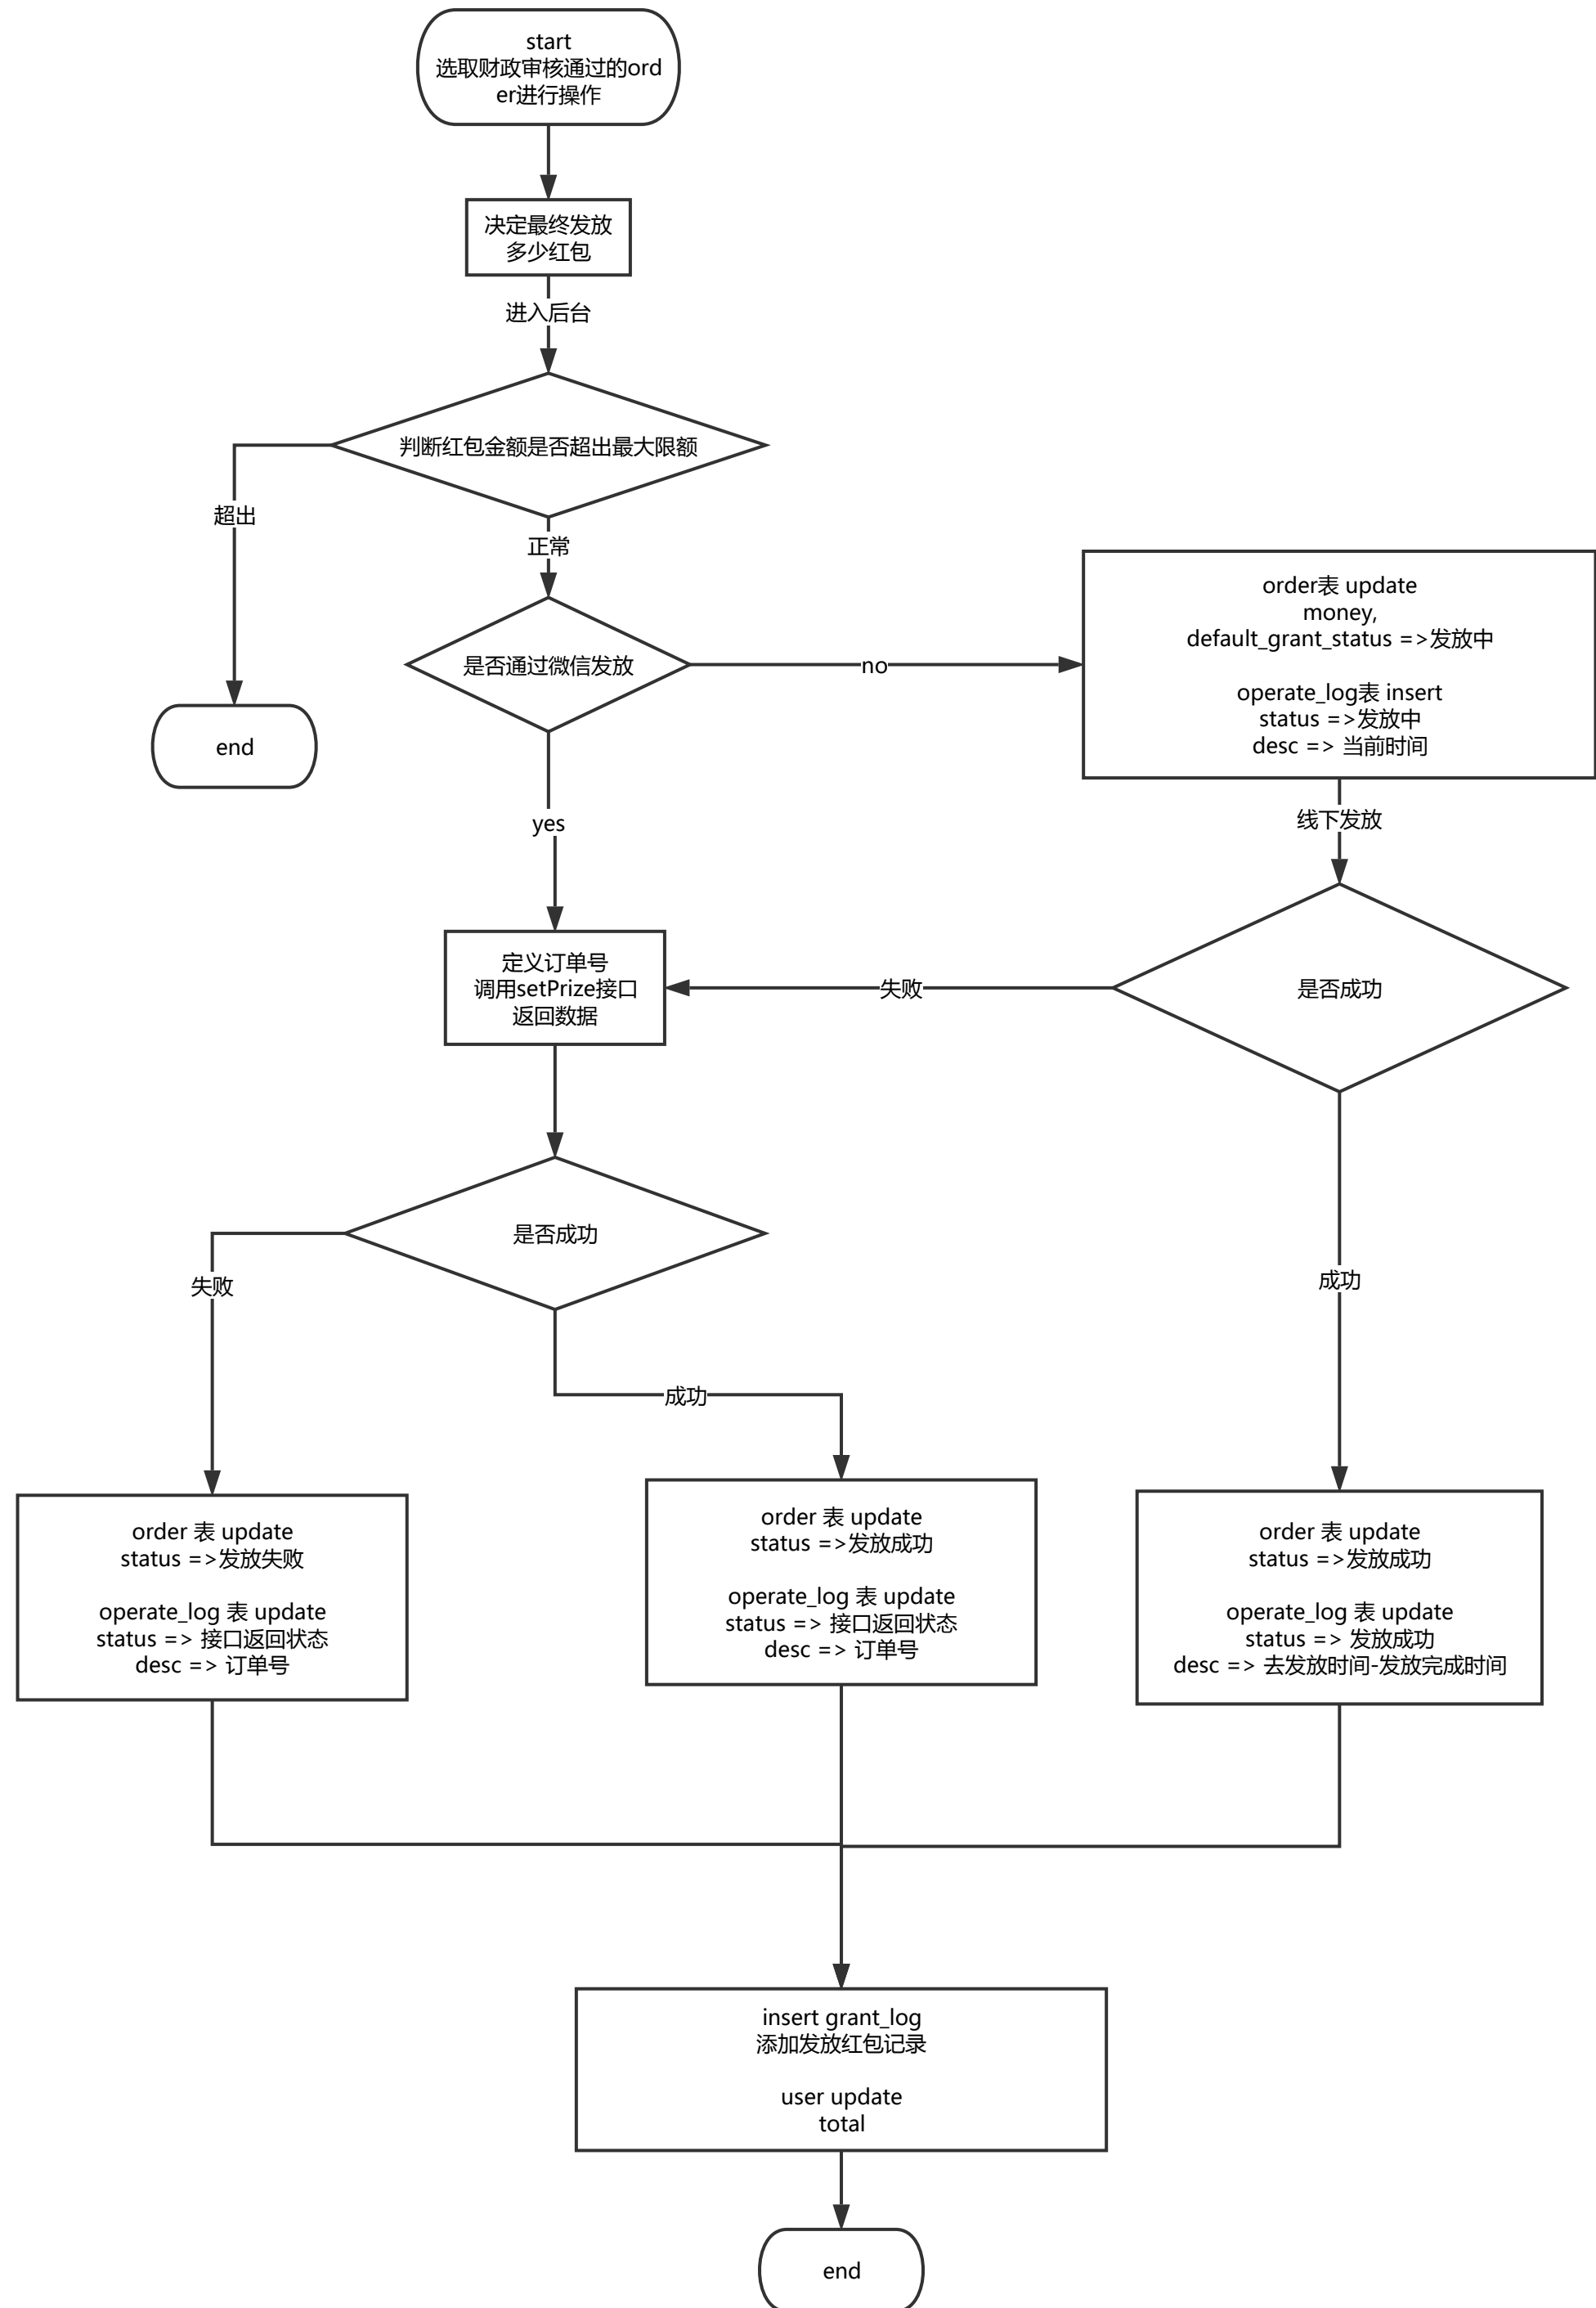 start
选取财政审核通过的ord
er进行操作
决定最终发放
多少红包
进入后台
判断红包金额是否超出最大限额
超出
正常
end
是否通过微信发放
no
order表 update
money,
default_grant_status =>发放中
operate_log表 insert
status =>发放中
desc => 当前时间
yes
线下发放
定义订单号
调用setPrize接口
返回数据
失败
是否成功
是否成功
失败
成功
成功
order 表 update
status =>发放失败
operate_log 表 update
status => 接口返回状态
desc => 订单号
order 表 update
status =>发放成功
operate_log 表 update
status => 接口返回状态
desc => 订单号
order 表 update
status =>发放成功
operate_log 表 update
status => 发放成功
desc => 去发放时间-发放完成时间
insert grant_log
添加发放红包记录
user update
total
end